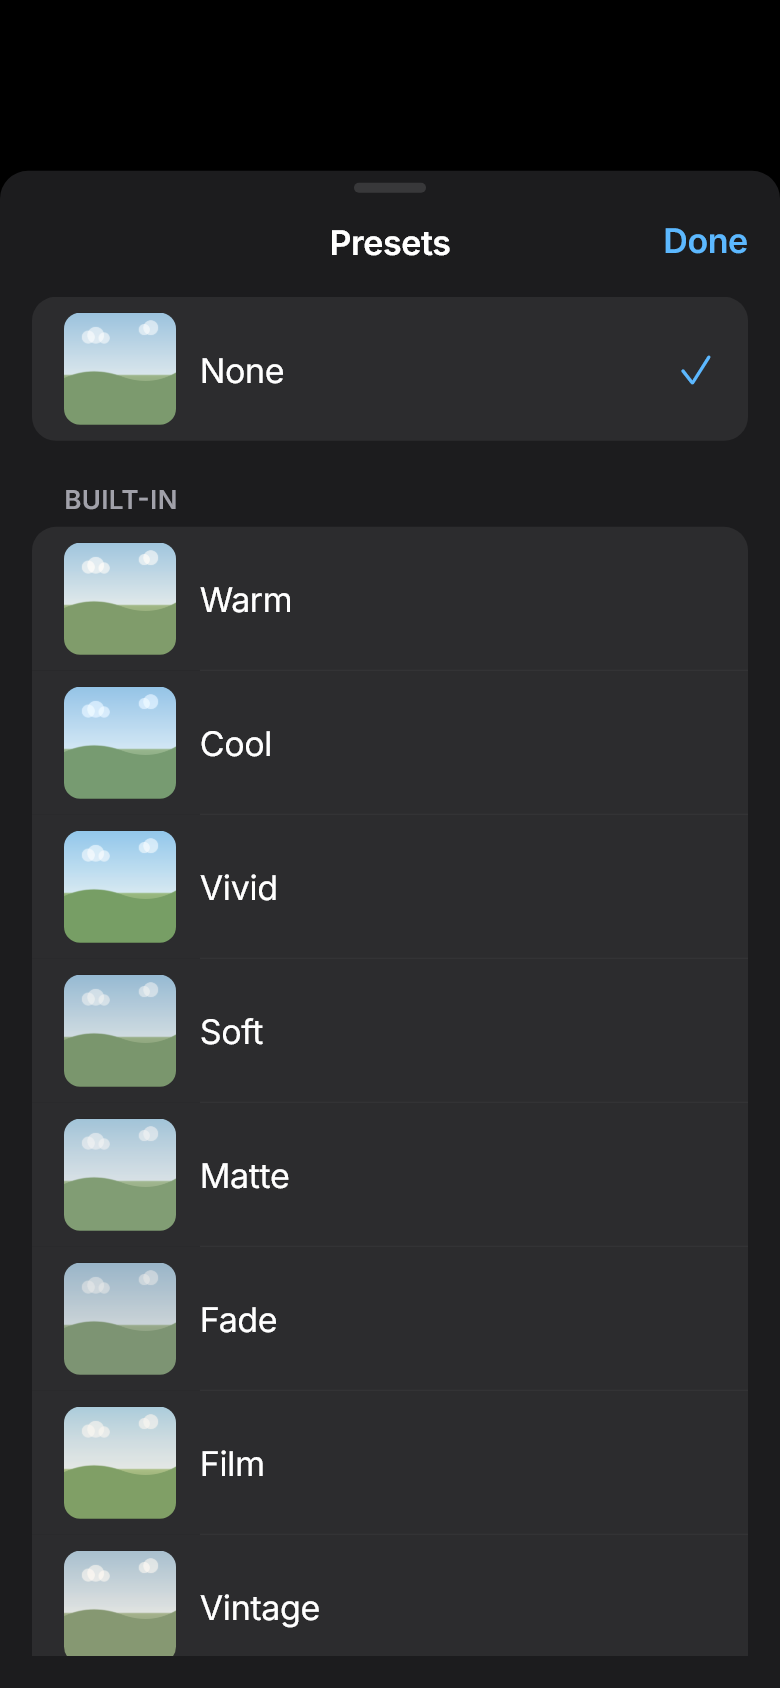 Presets
Done
None
BUILT-IN
Warm
Cool
Vivid
Soft
Matte
Fade
Film
Vintage